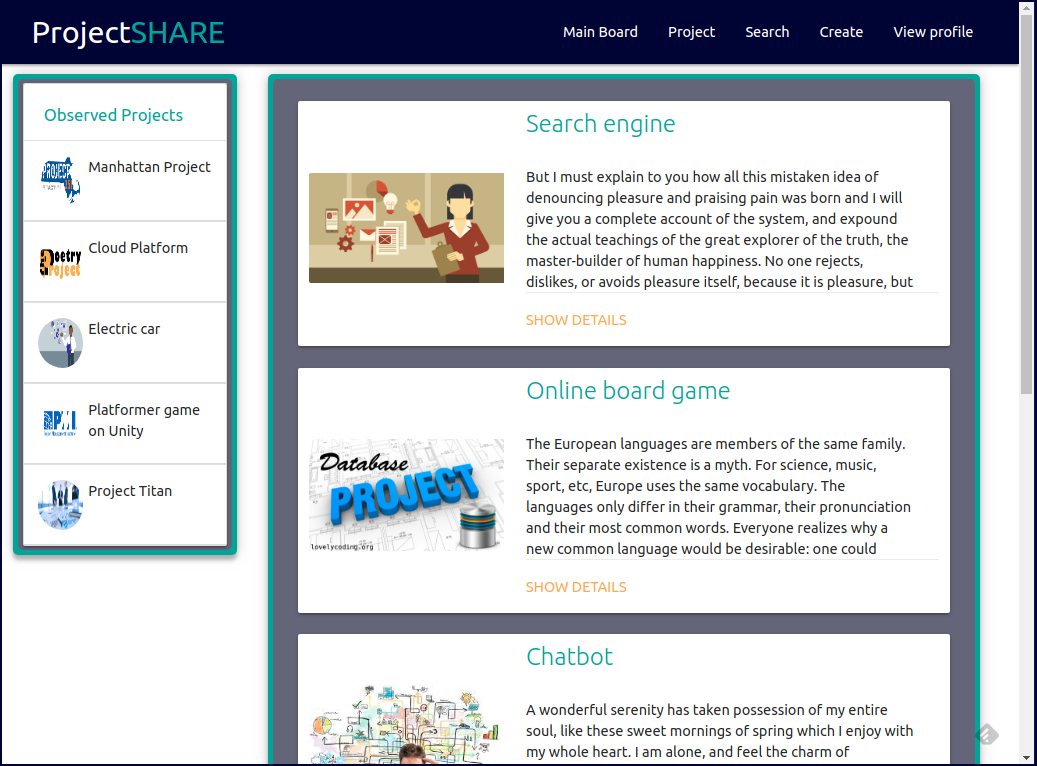 ProjectSHARE
Main Board
Project
Search
Create
View profile
Observed Projects
PROJECT
Manhattan Project
Poetry
Project
Cloud Platform
Electric car
PMI
Platformer game
on Unity
Project Titan
Search engine
But I must explain to you how all this mistaken idea of
denouncing pleasure and praising pain was born and I will
give you a complete account of the system, and expound
the actual teachings of the great explorer of the truth, the
master-builder of human happiness. No one rejects,
dislikes, or avoids pleasure itself, because it is pleasure, but
SHOW DETAILS
Online board game
Database
PROJECT
lovelycoding.org
The European languages are members of the same family.
Their separate existence is a myth. For science, music,
sport, etc, Europe uses the same vocabulary. The
languages only differ in their grammar, their pronunciation
and their most common words. Everyone realizes why a
new common language would be desirable: one could
SHOW DETAILS
Chatbot
A wonderful serenity has taken possession of my entire
soul, like these sweet mornings of spring which I enjoy with
my whole heart. I am alone, and feel the charm of